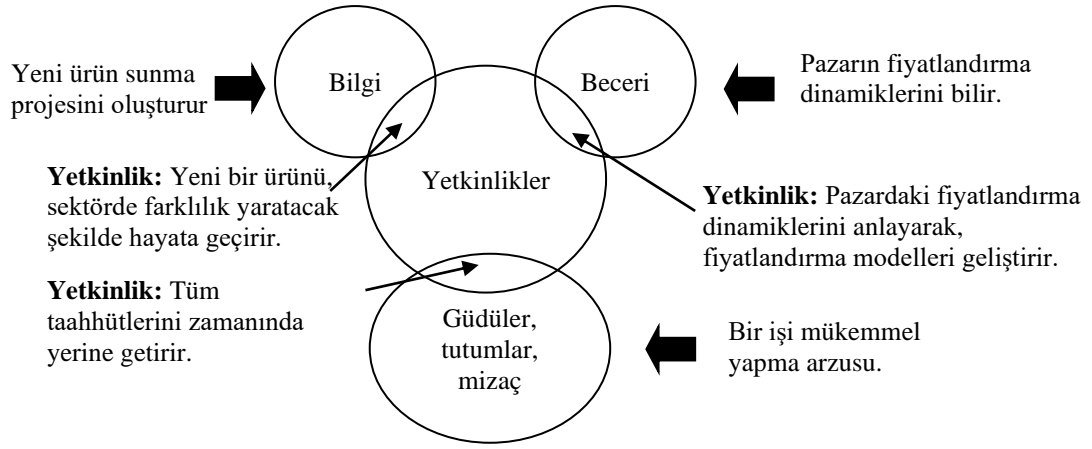 Yeni ürün sunma
projesini oluşturur
Bilgi
Beceri
Pazarın fiyatlandırma
dinamiklerini bilir.
Yetkinlik: Yeni bir ürünü,
sektörde farklılık yaratacak
şekilde hayata geçirir.
Yetkinlikler
Yetkinlik: Pazardaki fiyatlandırma
dinamiklerini anlayarak,
fiyatlandırma modelleri geliştirir.
Yetkinlik: Tüm
taahhütlerini zamanında
yerine getirir.
Güdüler,
tutumlar,
mizaç
Bir işi mükemmel
yapma arzusu.